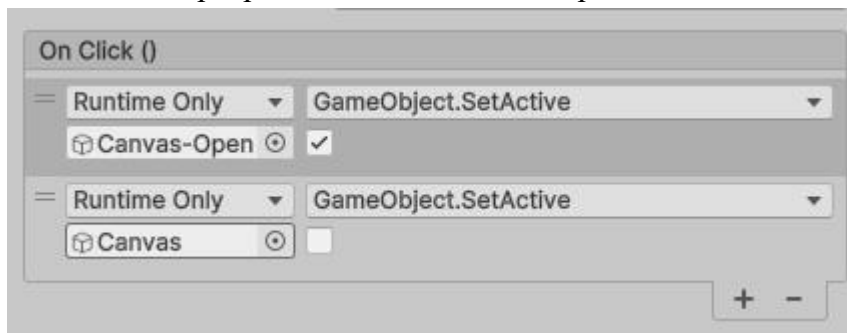 On Click ()
Runtime Only GameObject.SetActive
Canvas-Open
Runtime Only GameObject.SetActive
Canvas
+ -